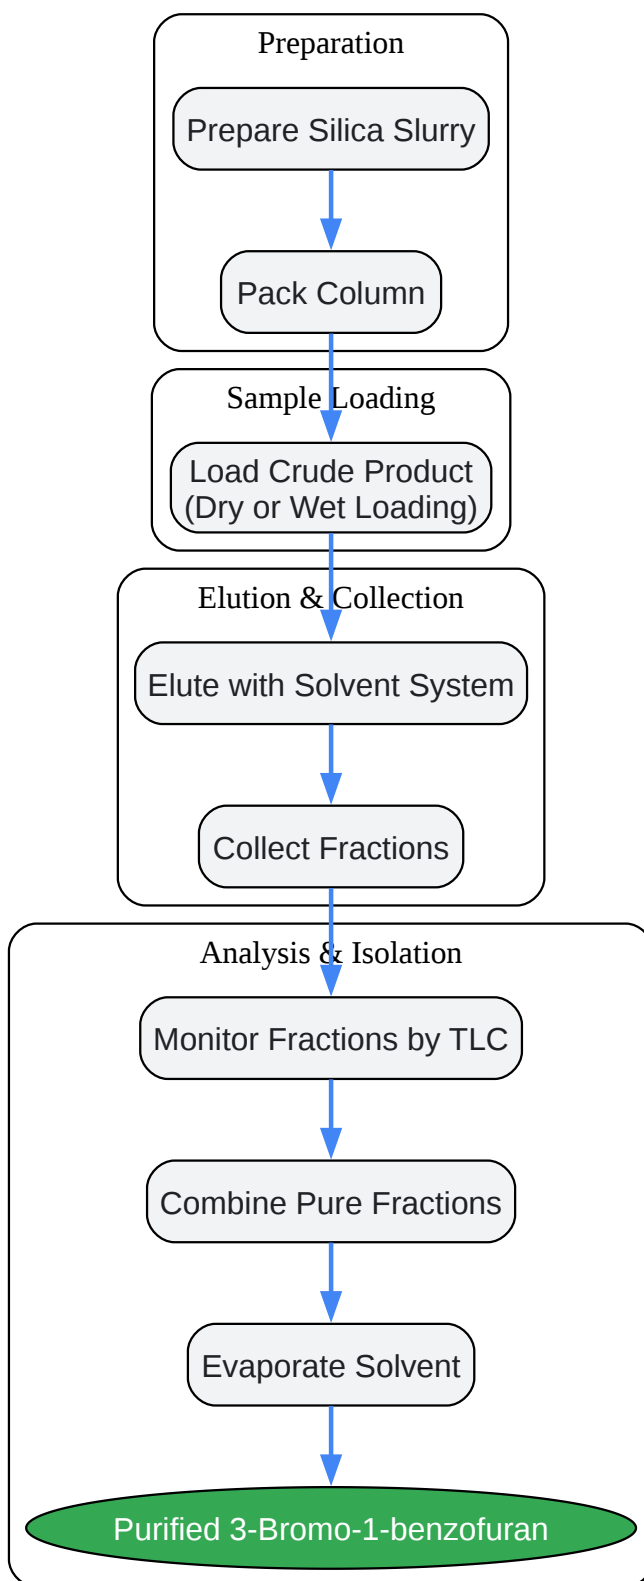 Preparation
Prepare Silica Slurry
Pack Column
Sample Loading
Load Crude Product
(Dry or Wet Loading)
Elution & Collection
Elute with Solvent System
Collect Fractions
Analysis & Isolation
Monitor Fractions by TLC
Combine Pure Fractions
Evaporate Solvent
Purified 3-Bromo-1-benzofuran